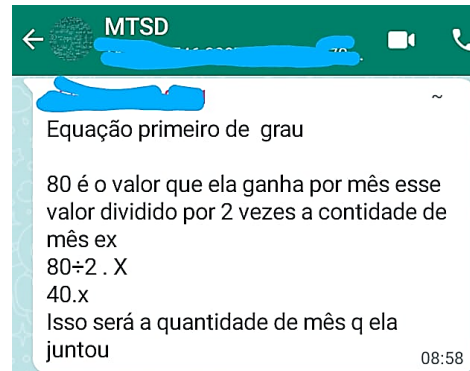 MTSD
Equação primeiro de grau
80 é o valor que ela ganha por mês esse
valor dividido por 2 vezes a contidade de
mês ex
80÷2 . X
40.x
Isso será a quantidade de mês q ela
juntou
08:58